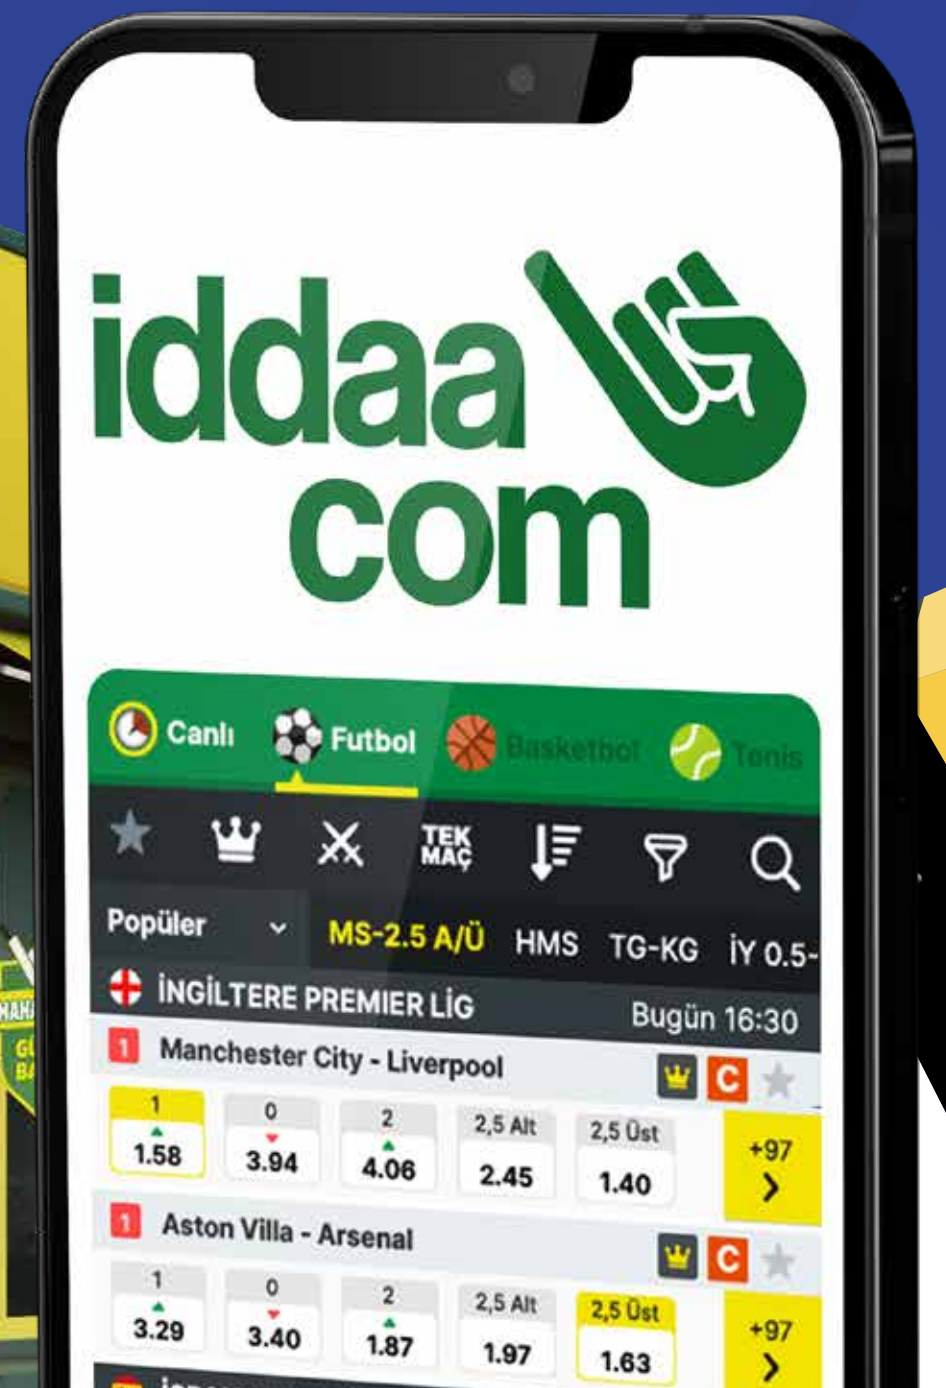 iddaa
com
Canlı Futbol Basketbol Tenis
TEK
MAÇ
Popüler MS-2.5 A/Ü HMS TG-KG İY 0.5-
İNGİLTERE PREMIER LİG Bugün 16:30
1 Manchester City - Liverpool C
1 0 2 2,5 Alt 2,5 Üst +97
1.58 3.94 4.06 2.45 1.40
1 Aston Villa - Arsenal C
1 0 2 2,5 Alt 2,5 Üst +97
3.29 3.40 1.87 1.97 1.63